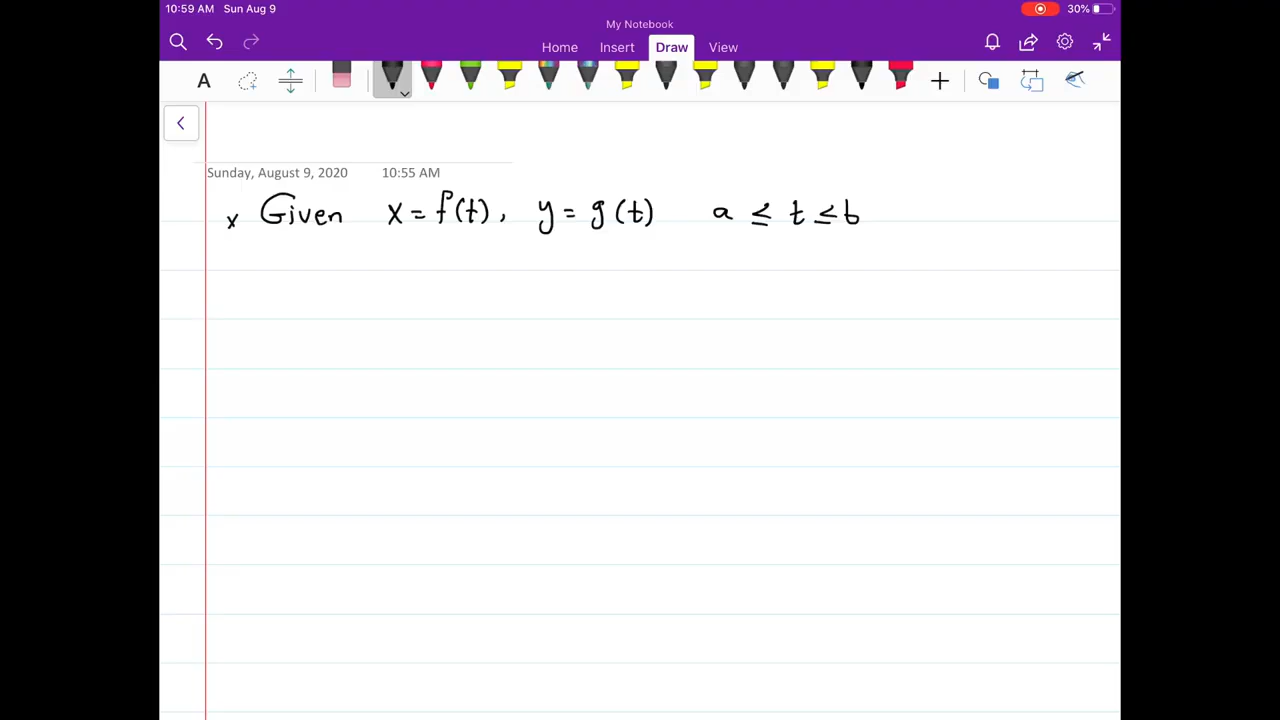 10:59 AM Sun Aug 9 30%
My Notebook
Home Insert Draw View
A
Sunday, August 9, 2020 10:55 AM
x Given x = f(t), y = g(t) a ≤ t ≤ b